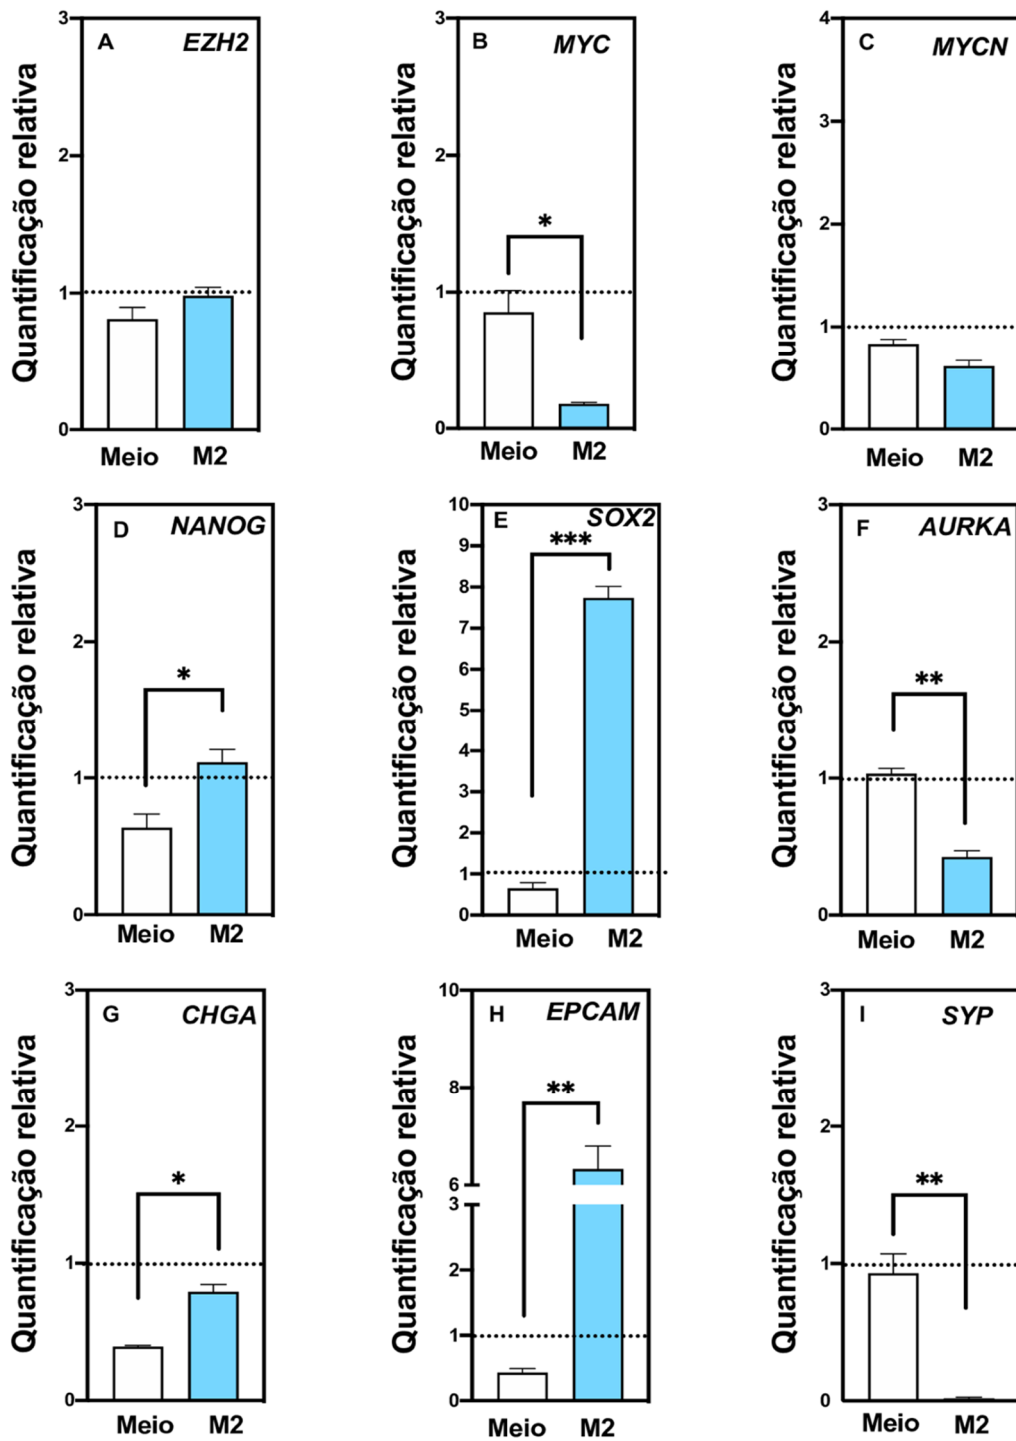 A
EZH2
Quantificação relativa
3
2
1
0
Meio M2
B
MYC
Quantificação relativa
3
2
1
0
*
Meio M2
C
MYCN
Quantificação relativa
4
3
2
1
0
Meio M2
D
NANOG
Quantificação relativa
3
2
1
0
*
Meio M2
E
SOX2
Quantificação relativa
10
9
8
7
6
5
4
3
2
1
0
***
Meio M2
F
AURKA
Quantificação relativa
3
2
1
0
**
Meio M2
G
CHGA
Quantificação relativa
3
2
1
0
*
Meio M2
H
EPCAM
Quantificação relativa
10
8
6
3
2
1
0
**
Meio M2
I
SYP
Quantificação relativa
3
2
1
0
**
Meio M2